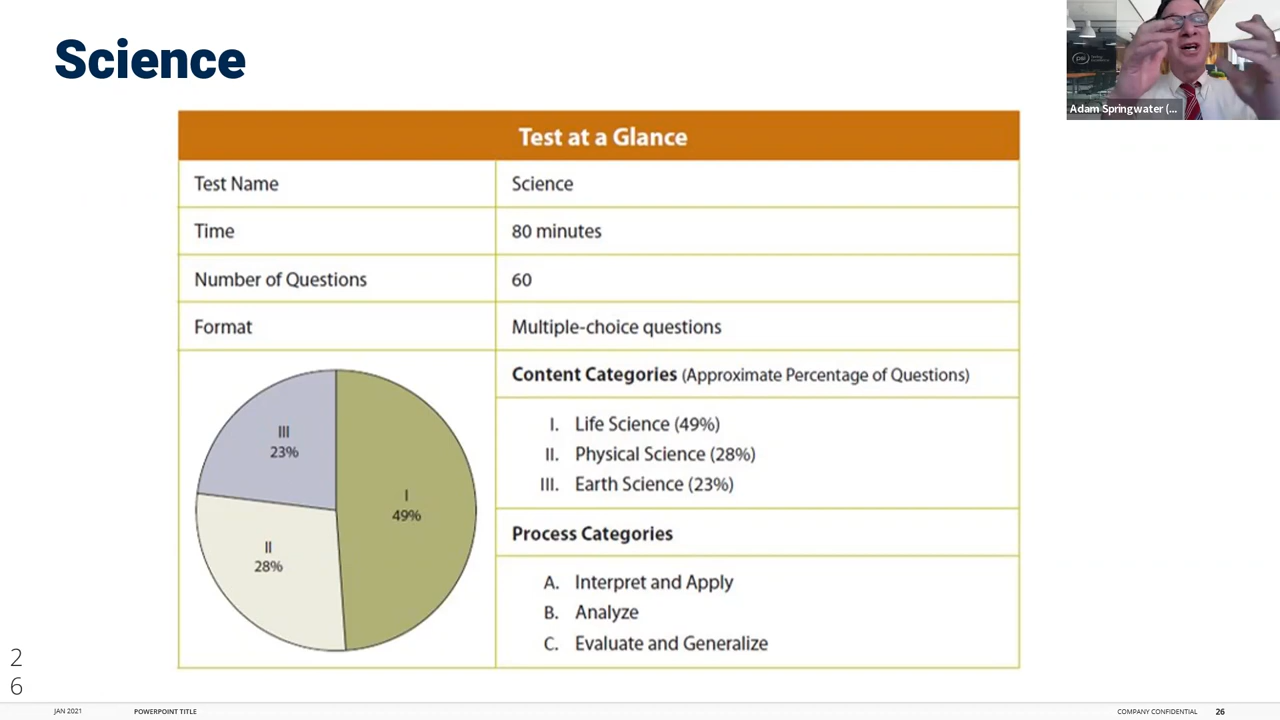 Science
Adam Springwater (...
psi
Test at a Glance
Test Name
Science
Time
80 minutes
Number of Questions
60
Format
Multiple-choice questions
Content Categories (Approximate Percentage of Questions)
I. Life Science (49%)
II. Physical Science (28%)
III. Earth Science (23%)
III
23%
I
49%
II
28%
Process Categories
A. Interpret and Apply
B. Analyze
C. Evaluate and Generalize
2
6
JAN 2021
POWERPOINT TITLE
COMPANY CONFIDENTIAL
26